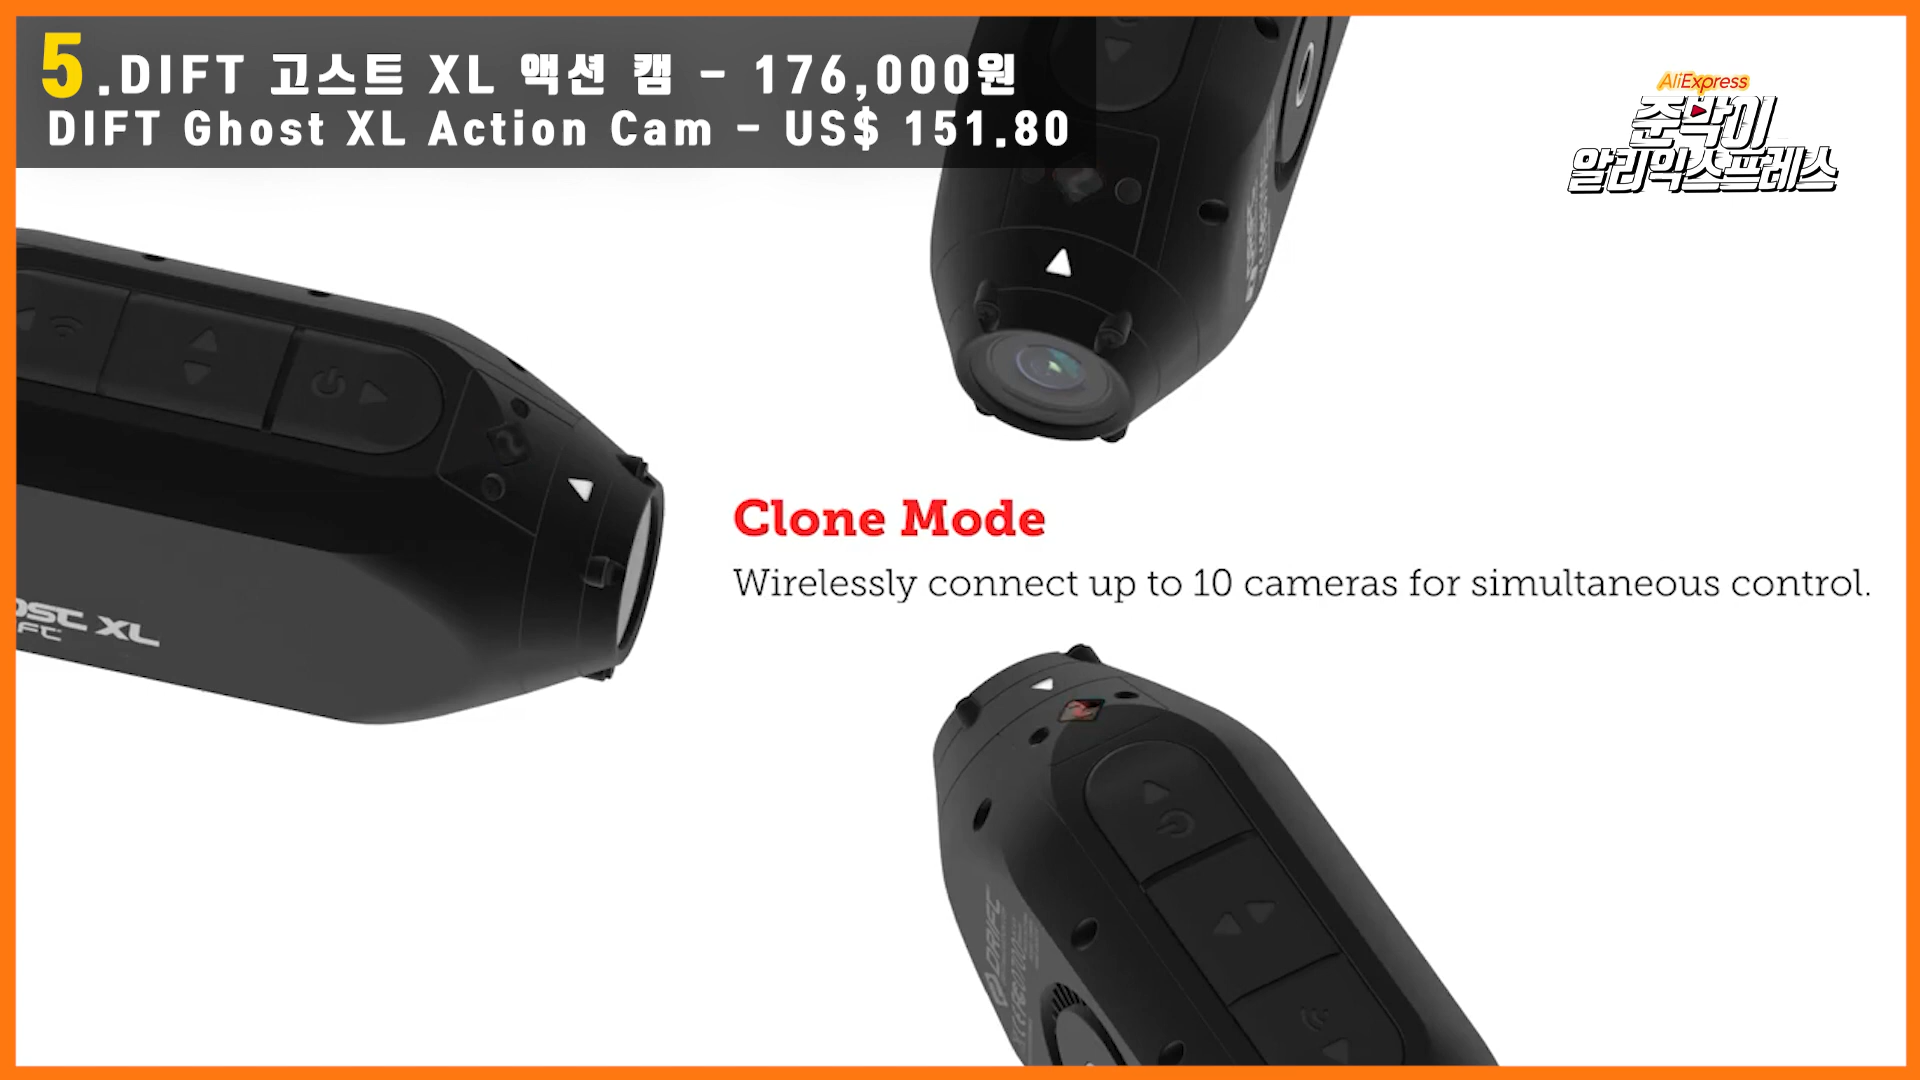 5.DIFT 고스트 XL 액션 캠 - 176,000원
DIFT Ghost XL Action Cam - US$ 151.80
AliExpress
준박이
알리익스프레스
Clone Mode
Wirelessly connect up to 10 cameras for simultaneous control.
XL
DRIFT